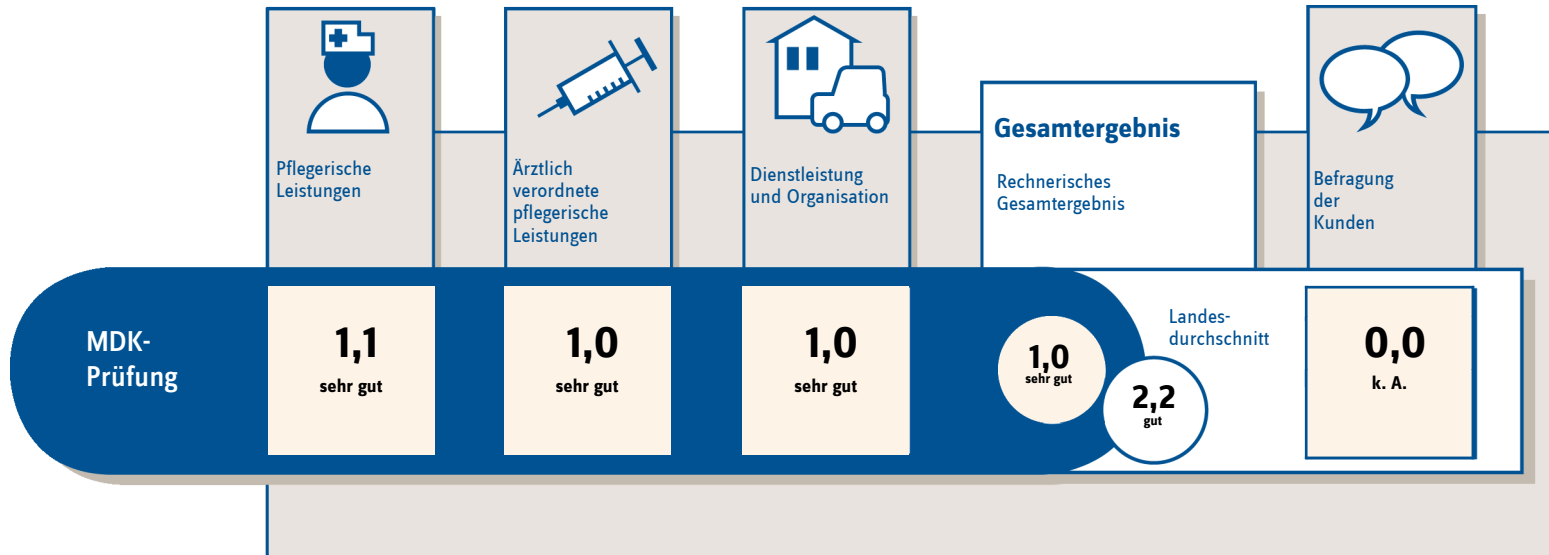 Pflegerische
Leistungen
Ärztlich
verordnete
pflegerische
Leistungen
Dienstleistung
und Organisation
Gesamtergebnis
Rechnerisches
Gesamtergebnis
Befragung
der
Kunden
MDK-
Prüfung
1,1
sehr gut
1,0
sehr gut
1,0
sehr gut
1,0
sehr gut
Landes-
durchschnitt
2,2
gut
0,0
k. A.